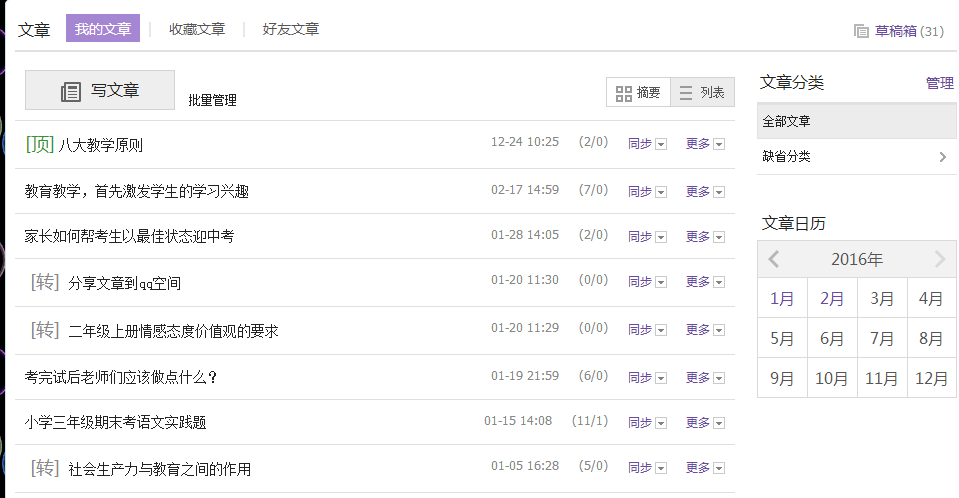 文章 我的文章 收藏文章 好友文章 草稿箱(31)
写文章 批量管理 摘要 列表
[顶] 八大教学原则 12-24 10:25 (2/0) 同步 更多
教育教学，首先激发学生的学习兴趣 02-17 14:59 (7/0) 同步 更多
家长如何帮考生以最佳状态迎中考 01-28 14:05 (2/0) 同步 更多
[转] 分享文章到qq空间 01-20 11:30 (0/0) 同步 更多
[转] 二年级上册情感态度价值观的要求 01-20 11:29 (0/0) 同步 更多
考完试后老师们应该做点什么？ 01-19 21:59 (6/0) 同步 更多
小学三年级期末考语文实践题 01-15 14:08 (11/1) 同步 更多
[转] 社会生产力与教育之间的作用 01-05 16:28 (5/0) 同步 更多
文章分类 管理
全部文章
缺省分类
文章日历
2016年
1月 2月 3月 4月
5月 6月 7月 8月
9月 10月 11月 12月